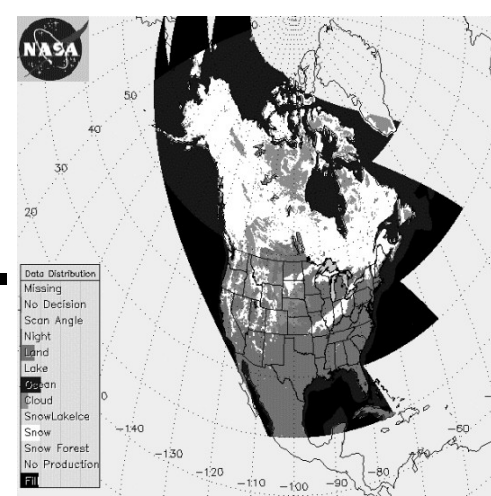 NASA
50
40
30
20
Data Distribution
Missing
No Decision
Scan Angle
Night
Land
Lake
Ocean
Cloud
SnowLakeIce
Snow
Snow Forest
No Production
Fill
0
-140
-130
-120
-110
-100
-90
-80
-60